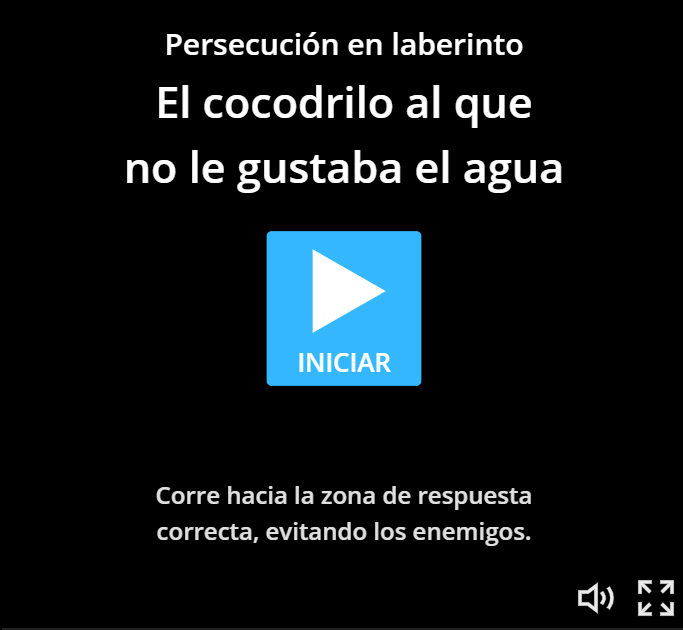 Persecución en laberinto
El cocodrilo al que
no le gustaba el agua
INICIAR
Corre hacia la zona de respuesta
correcta, evitando los enemigos.